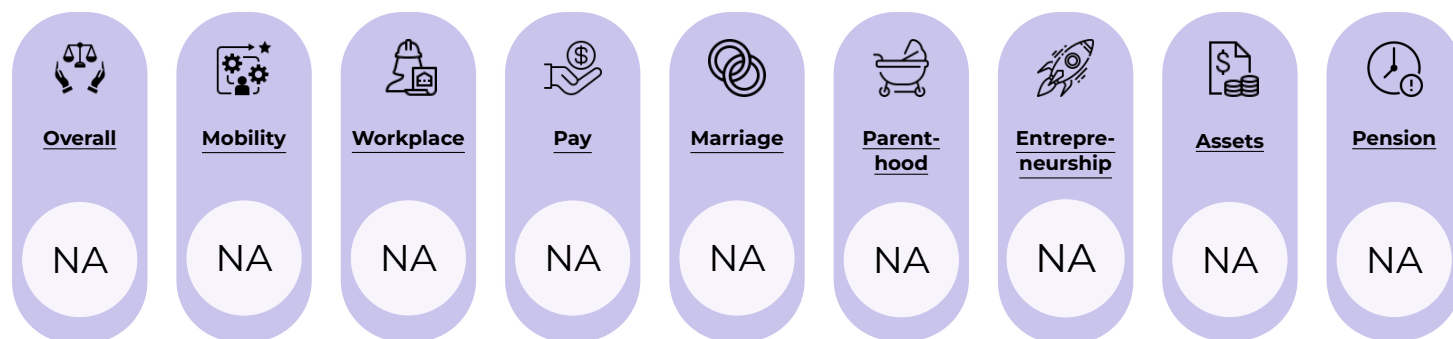 Overall
NA
Mobility
NA
Workplace
NA
$
Pay
NA
Marriage
NA
Parent-
hood
NA
Entrepre-
neurship
NA
$
Assets
NA
!
Pension
NA